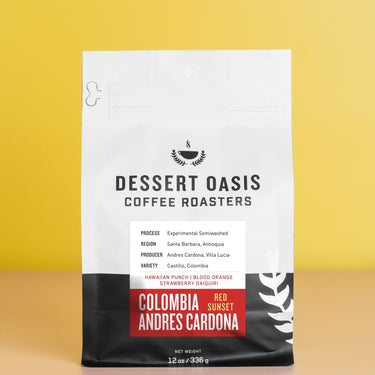 DESSERT OASIS
COFFEE ROASTERS
PROCESS Experimental Semiwashed
REGION Santa Barbara, Antioquia
PRODUCER Andres Cardona, Villa Lucia
VARIETY Castillo, Colombia
HAWAIIAN PUNCH | BLOOD ORANGE
STRAWBERRY DAIQUIRI
COLOMBIA RED
ANDRES CARDONA SUNSET
NET WEIGHT
12 oz / 336 g